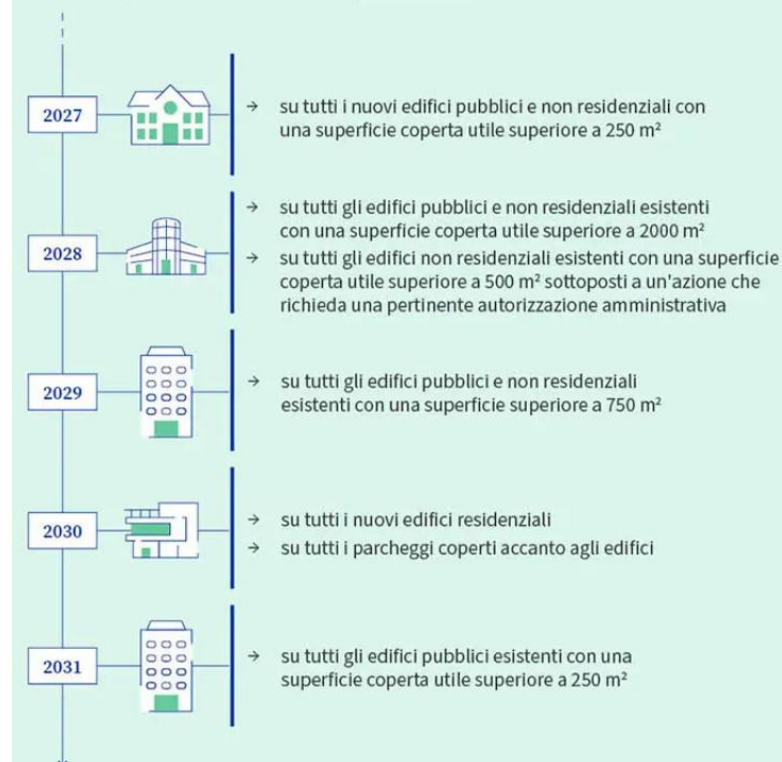 2027
→ su tutti i nuovi edifici pubblici e non residenziali con
una superficie coperta utile superiore a 250 m²
2028
→ su tutti gli edifici pubblici e non residenziali esistenti
con una superficie coperta utile superiore a 2000 m²
→ su tutti gli edifici non residenziali esistenti con una superficie
coperta utile superiore a 500 m² sottoposti a un'azione che
richieda una pertinente autorizzazione amministrativa
2029
→ su tutti gli edifici pubblici e non residenziali
esistenti con una superficie superiore a 750 m²
2030
→ su tutti i nuovi edifici residenziali
→ su tutti i parcheggi coperti accanto agli edifici
2031
→ su tutti gli edifici pubblici esistenti con una
superficie coperta utile superiore a 250 m²